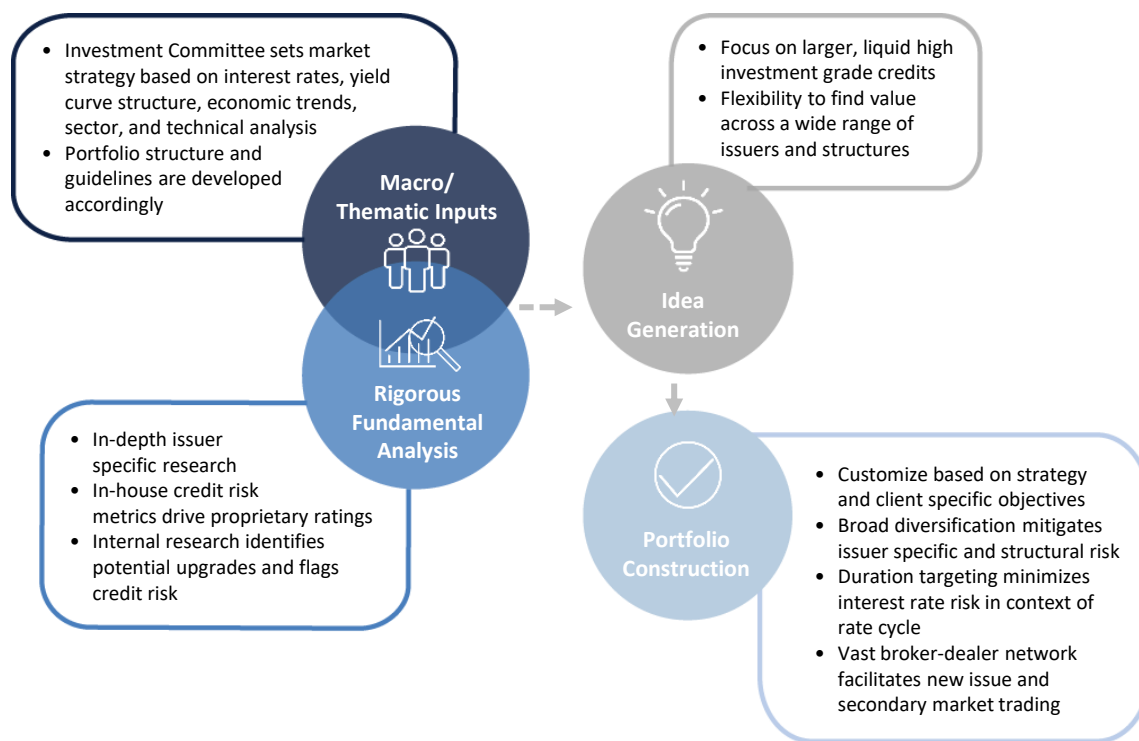 • Investment Committee sets market
strategy based on interest rates, yield
curve structure, economic trends,
sector, and technical analysis
• Portfolio structure and
guidelines are developed
accordingly
Macro/
Thematic Inputs
Rigorous
Fundamental
Analysis
• In-depth issuer
specific research
• In-house credit risk
metrics drive proprietary ratings
• Internal research identifies
potential upgrades and flags
credit risk
• Focus on larger, liquid high
investment grade credits
• Flexibility to find value
across a wide range of
issuers and structures
Idea
Generation
Portfolio
Construction
• Customize based on strategy
and client specific objectives
• Broad diversification mitigates
issuer specific and structural risk
• Duration targeting minimizes
interest rate risk in context of
rate cycle
• Vast broker-dealer network
facilitates new issue and
secondary market trading